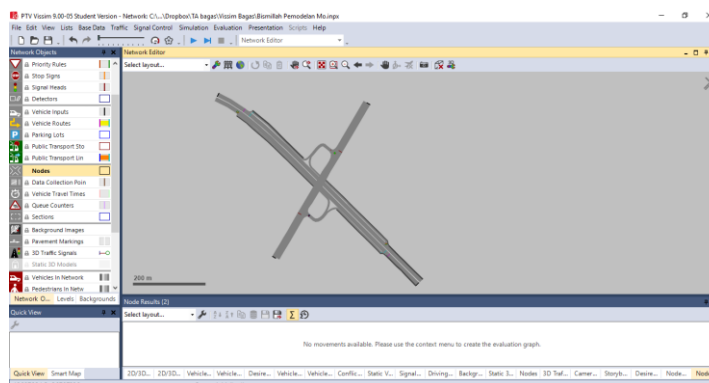 PTV Vissim 9.00-05 Student Version - Network: C:\...\Dropbox\TA bagas\Vissim Bagas\Bismillah Pemodelan Mo.inpx
File Edit View Lists Base Data Traffic Signal Control Simulation Evaluation Presentation Scripts Help
Network Editor
Network Objects
Network Editor
Select layout...
Priority Rules
Stop Signs
Signal Heads
Detectors
Vehicle Inputs
Vehicle Routes
Parking Lots
Public Transport Sto
Public Transport Lin
Nodes
Data Collection Poin
Vehicle Travel Times
Queue Counters
Sections
Background Images
Pavement Markings
3D Traffic Signals
Static 3D Models
Vehicles In Network
Pedestrians In Netw
200 m
Network O... Levels Backgrounds
Node Results (2)
Quick View
Select layout...
No movements available. Please use the context menu to create the evaluation graph.
Quick View Smart Map
2D/3D... 2D/3D... Vehicle... Vehicle... Desire... Vehicle... Vehicle... Conflic... Static V... Signal... Driving... Backgr... Static 3... Nodes 3D Traf... Camer... Storyb... Desire... Node... Node